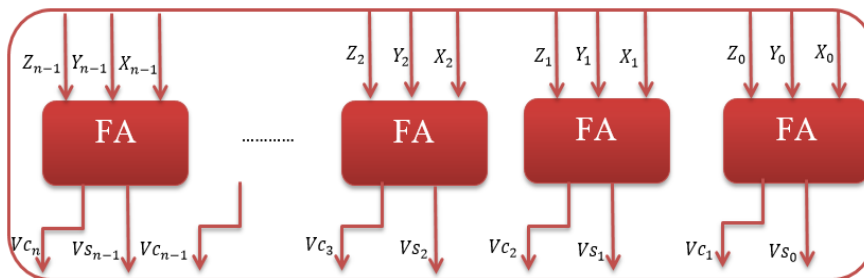 Z_{n-1} Y_{n-1} X_{n-1} Z_2 Y_2 X_2 Z_1 Y_1 X_1 Z_0 Y_0 X_0
FA ............ FA FA FA
Vc_n Vs_{n-1} Vc_{n-1} Vc_3 Vs_2 Vc_2 Vs_1 Vc_1 Vs_0